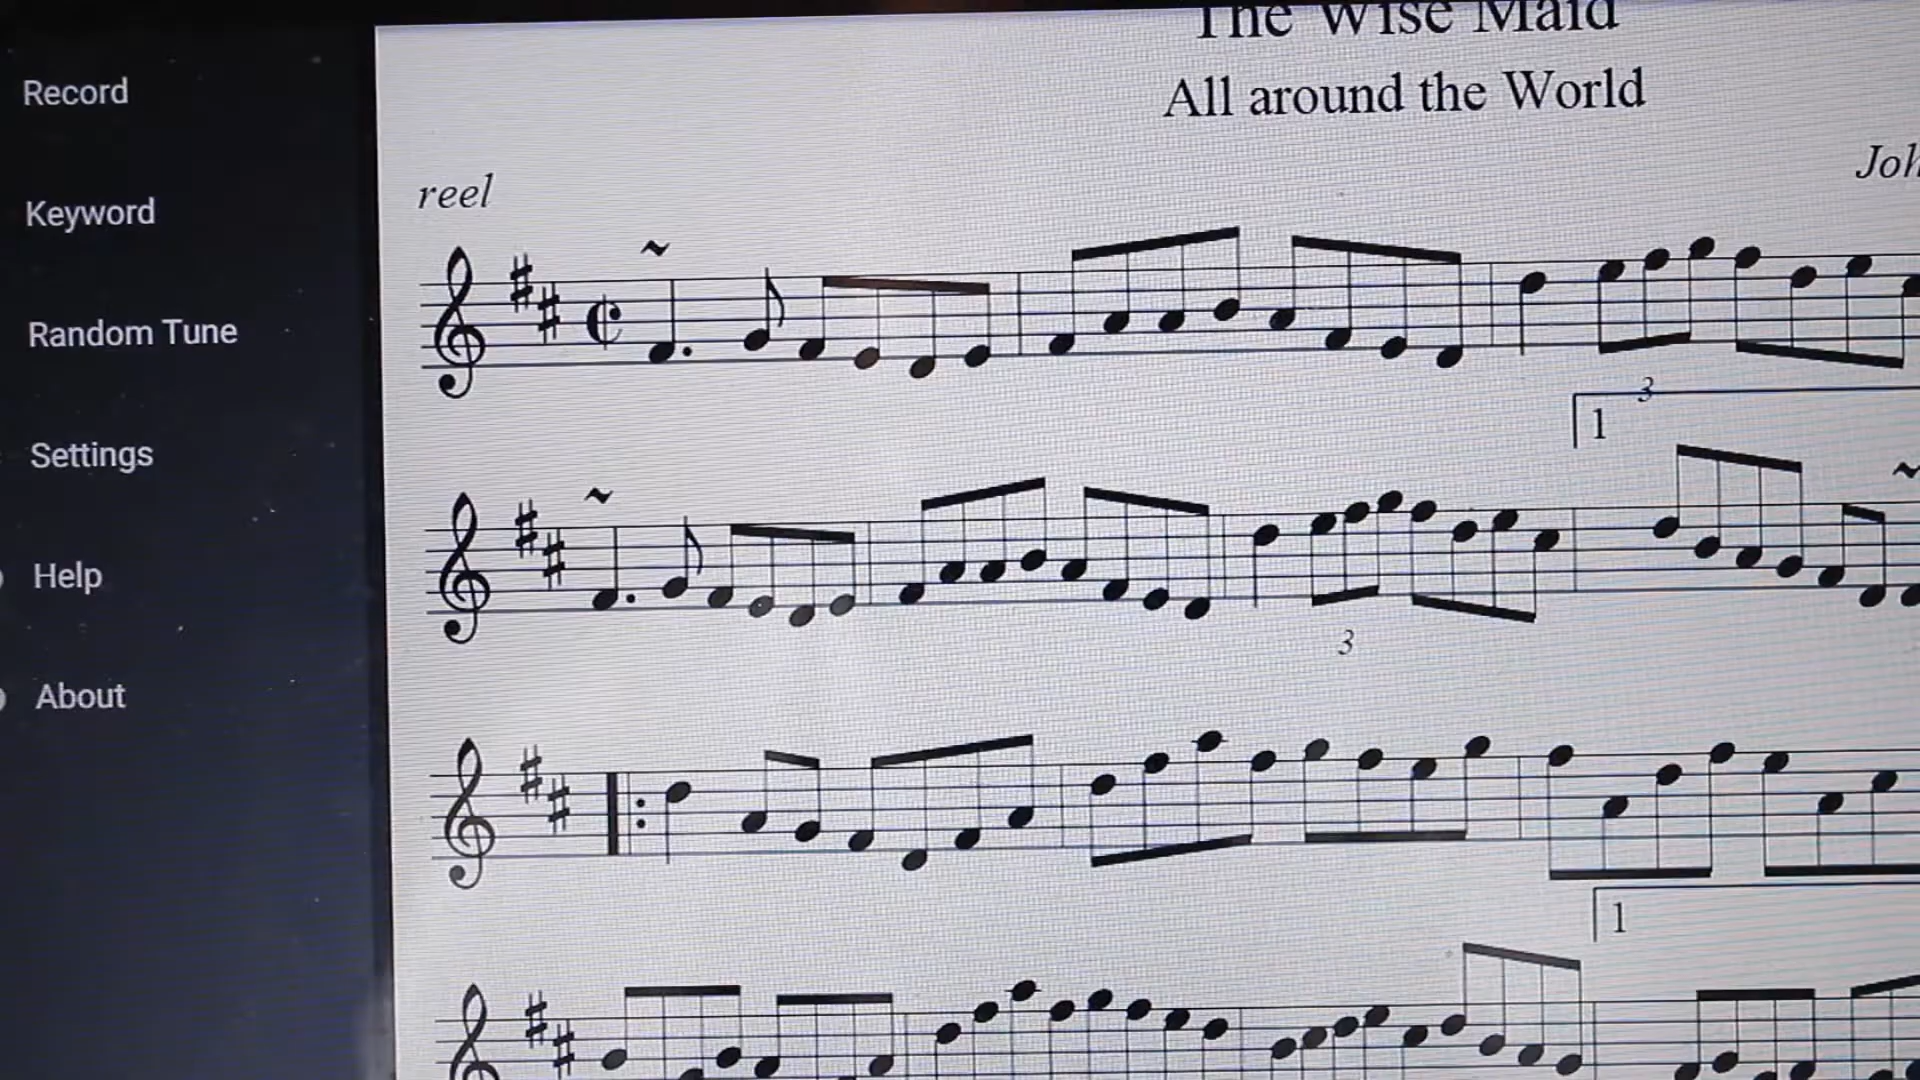 Record
Keyword
Random Tune
Settings
Help
About
The Wise Maid
All around the World
Joh
reel
3
1
3
1